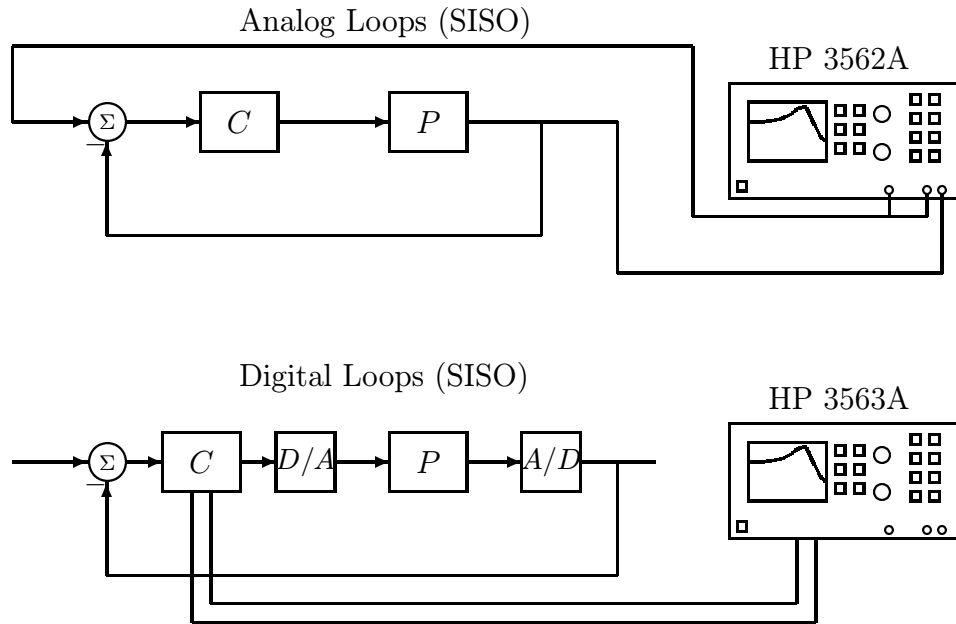 Analog Loops (SISO)
HP 3562A
Σ
C
P
−
Digital Loops (SISO)
HP 3563A
Σ
C
D/A
P
A/D
−